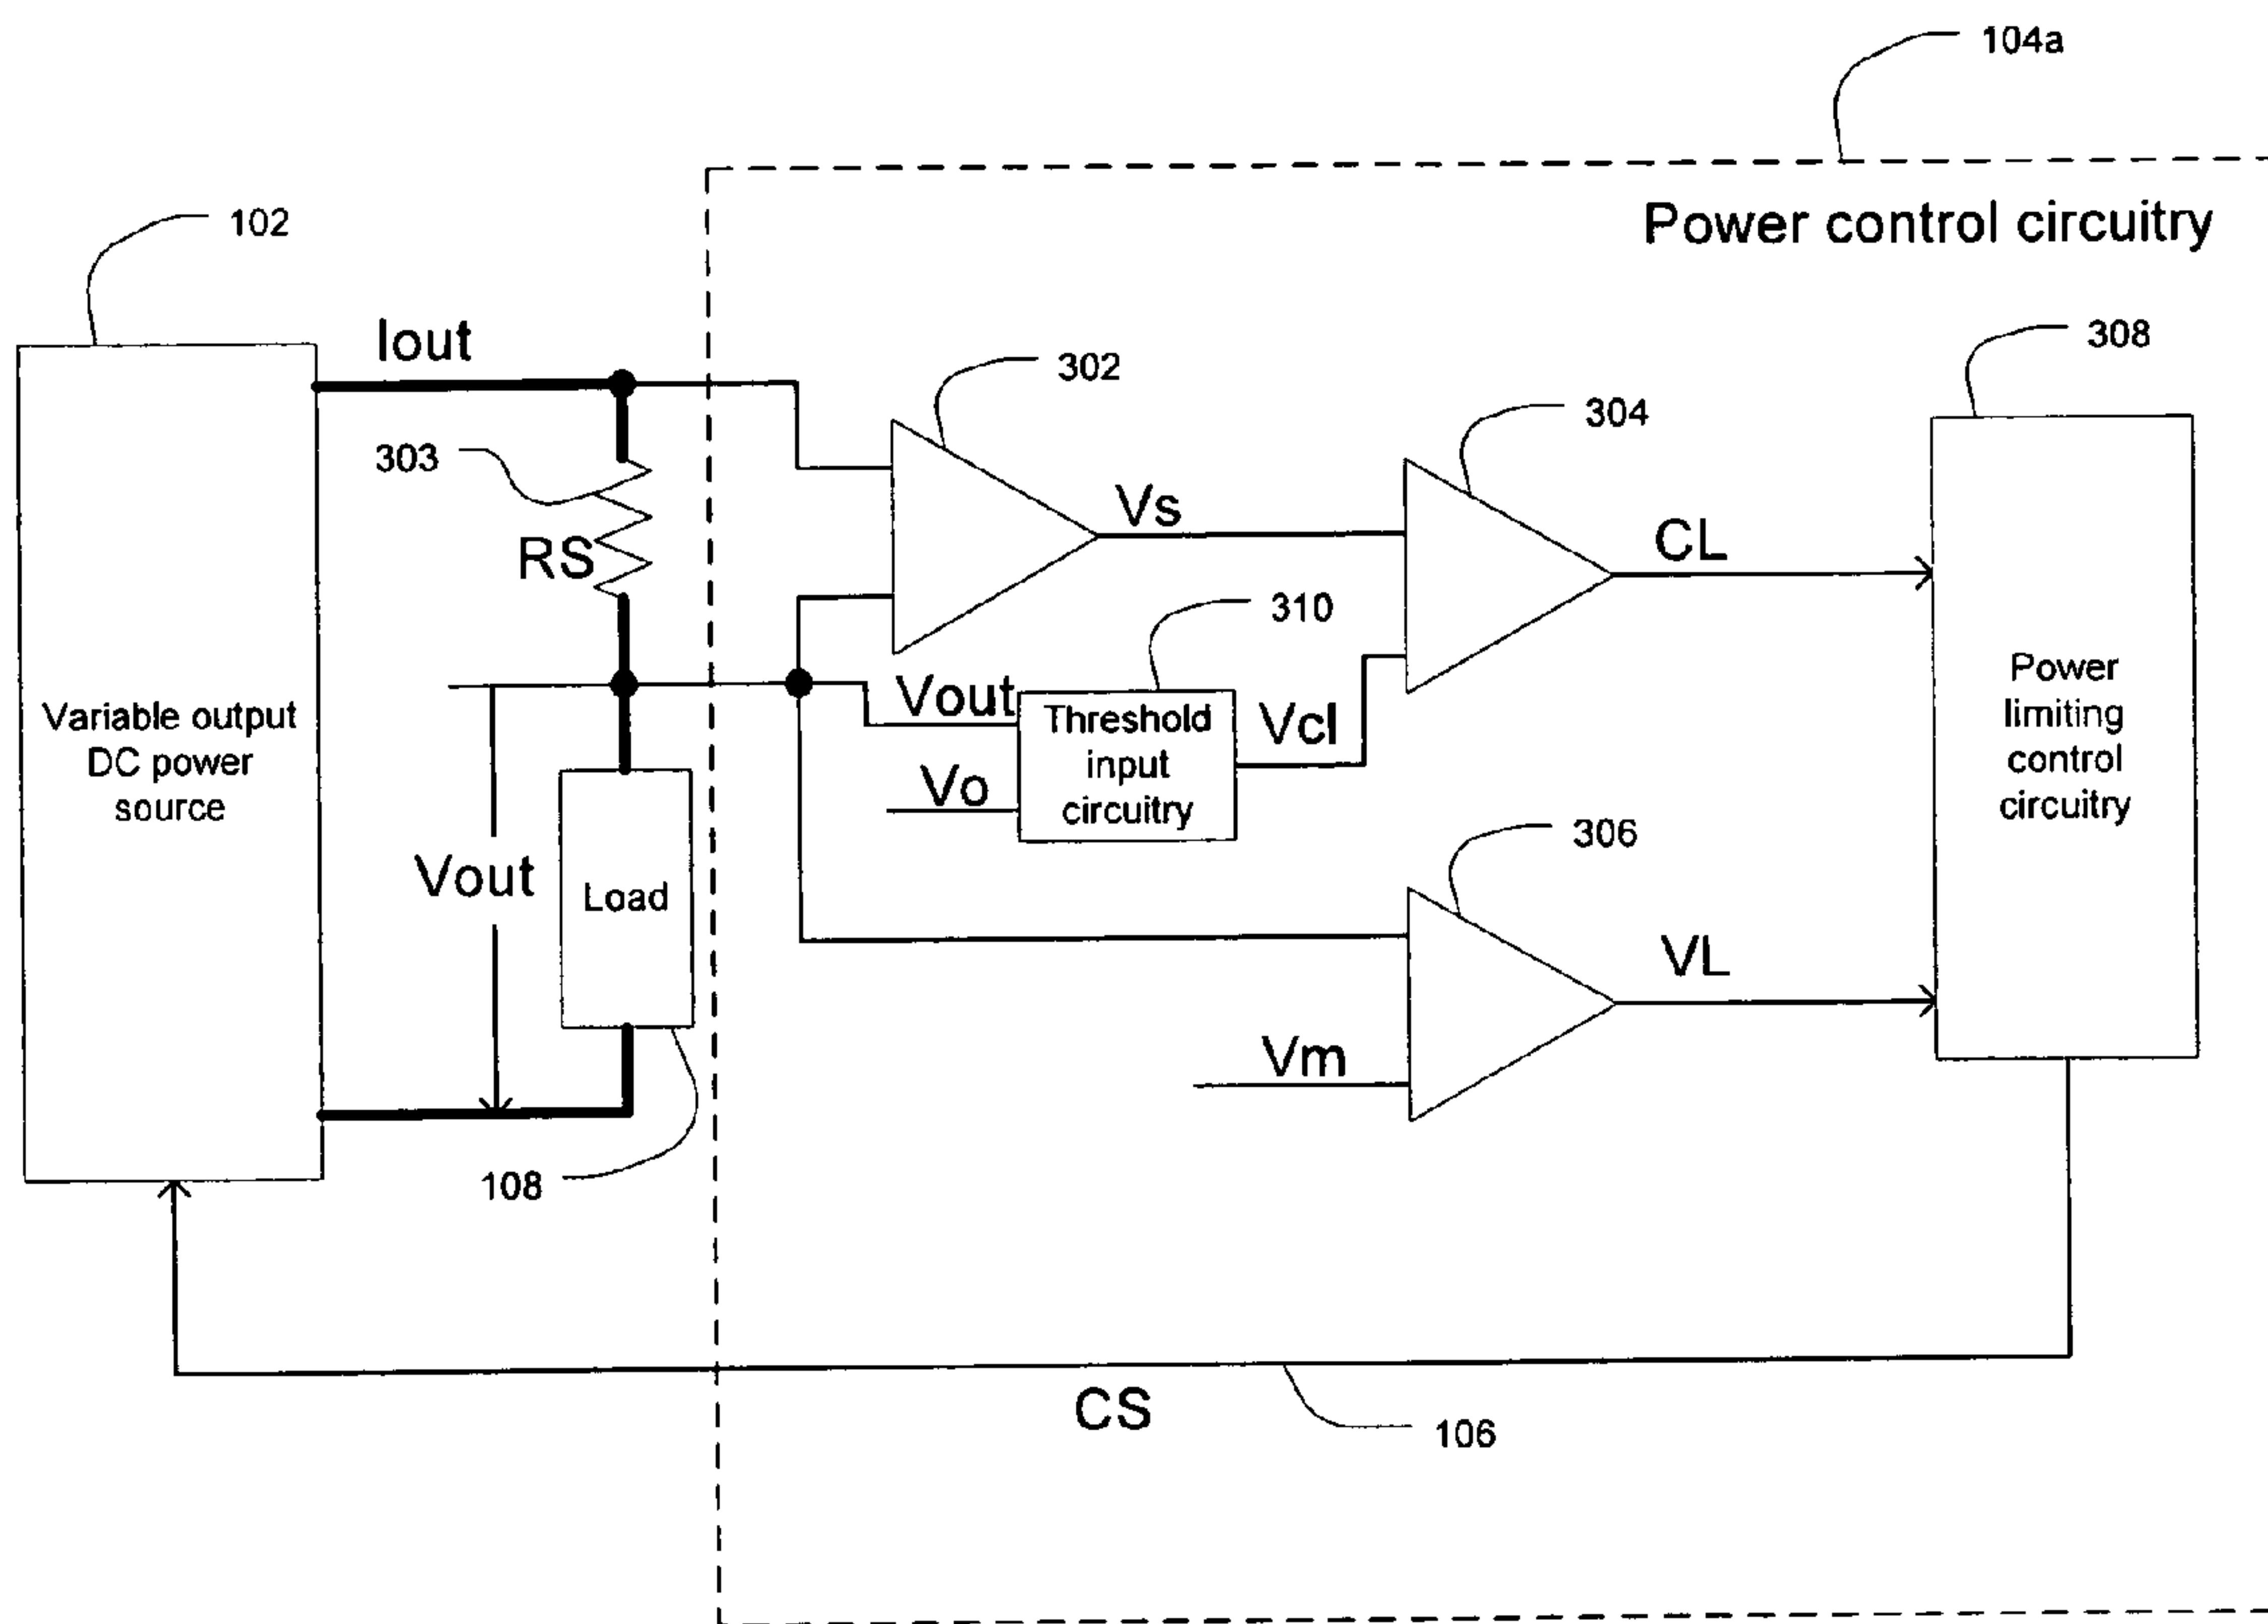 104a
Power control circuitry
102
Iout
308
302
304
303
Vs
RS
CL
310
Vout
Threshold
input
circuitry
Vcl
Power
limiting
control
circuitry
Variable output
DC power
source
Vo
306
Vout
Load
VL
Vm
108
CS
106